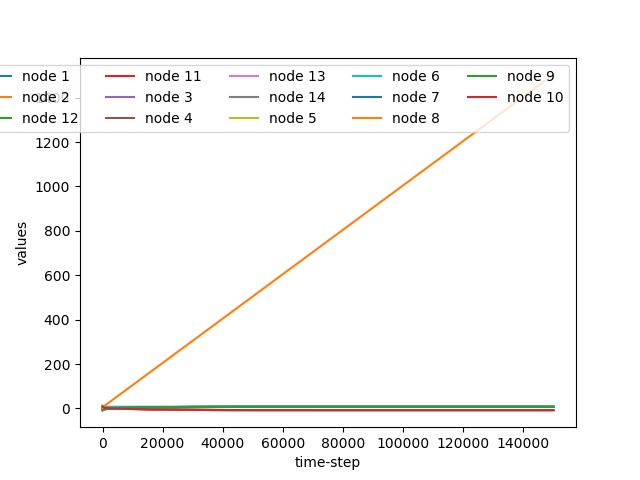 node 1 node 11 node 13 node 6 node 9
node 2 node 3 node 14 node 7 node 10
node 12 node 4 node 5 node 8
1200
1000
800
600
400
200
0
values
0 20000 40000 60000 80000 100000 120000 140000
time-step